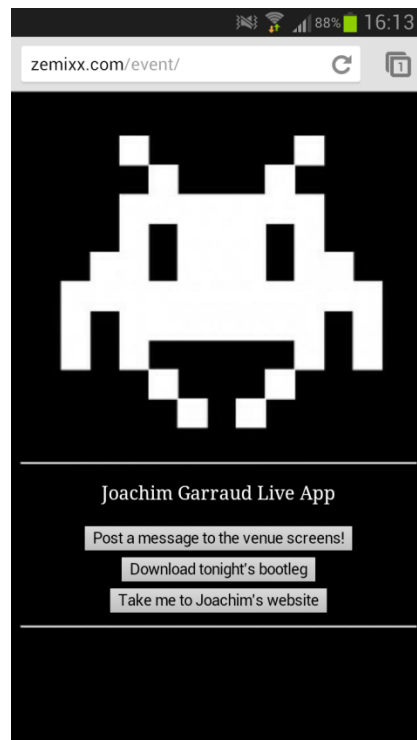 88% 16:13
zemixx.com/event/
1
Joachim Garraud Live App
Post a message to the venue screens!
Download tonight's bootleg
Take me to Joachim's website